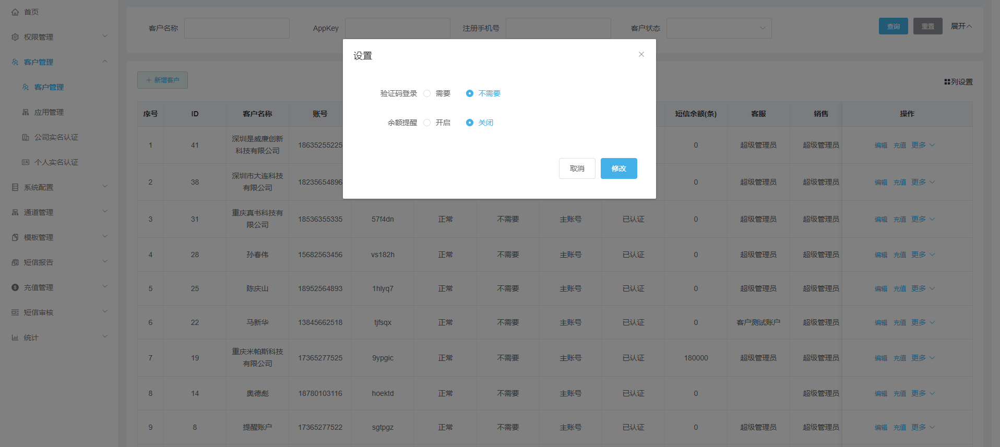 首页
权限管理
客户管理
客户管理
应用管理
公司实名认证
个人实名认证
系统配置
通道管理
模板管理
短信报告
充值管理
短信审核
统计
客户名称 AppKey 注册手机号 客户状态 查询 重置 展开
设置
验证码登录 需要 不需要
余额提醒 开启 关闭
取消 修改
新增客户 列设置
序号 ID 客户名称 账号 短信余额(条) 客服 销售 操作
1 41 深圳是威廉创新科技有限公司 18635255225 0 超级管理员 超级管理员 编辑 充值 更多
2 38 深圳市大连科技有限公司 18235654896 0 超级管理员 超级管理员 编辑 充值 更多
3 31 重庆真书科技有限公司 18536355335 57f4dn 正常 不需要 主账号 已认证 0 超级管理员 超级管理员 编辑 充值 更多
4 28 孙春伟 15682563456 vs182h 正常 不需要 主账号 已认证 0 超级管理员 超级管理员 编辑 充值 更多
5 25 陈庆山 18952564893 1hlyq7 正常 不需要 主账号 已认证 0 超级管理员 超级管理员 编辑 充值 更多
6 22 马新华 13845662518 tjfsqx 正常 不需要 主账号 已认证 0 客户测试账户 超级管理员 编辑 充值 更多
7 19 重庆米帕斯科技有限公司 17365277525 9ypgic 正常 不需要 主账号 已认证 180000 超级管理员 超级管理员 编辑 充值 更多
8 14 奥德彪 18780103116 hoektd 正常 不需要 主账号 已认证 0 超级管理员 编辑 充值 更多
9 8 提醒账户 17365277522 sgtpgz 正常 不需要 主账号 已认证 0 超级管理员 超级管理员 编辑 充值 更多